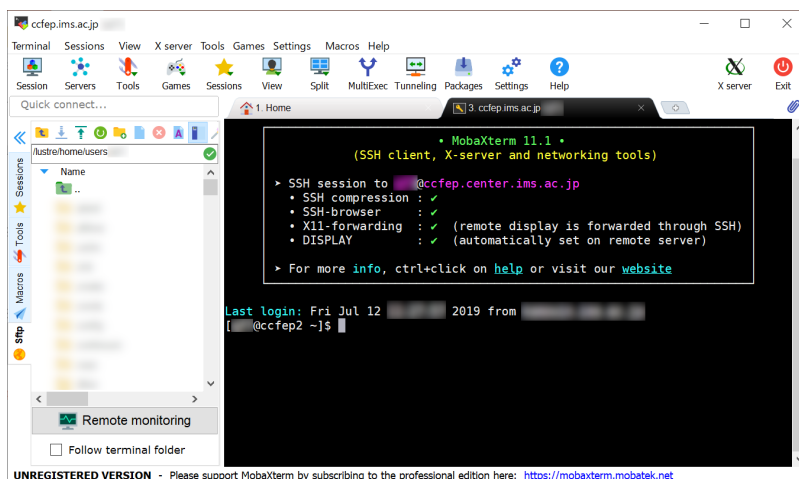 ccfep.ims.ac.jp
Terminal Sessions View X server Tools Games Settings Macros Help
Session Servers Tools Games Sessions View Split MultiExec Tunneling Packages Settings Help X server Exit
Quick connect...
1. Home
3. ccfep.ims.ac.jp
/lustre/home/users
Name
..
Sessions
Tools
Macros
Sftp
Remote monitoring
Follow terminal folder
• MobaXterm 11.1 •
(SSH client, X-server and networking tools)
➤ SSH session to @ccfep.center.ims.ac.jp
• SSH compression : ✔
• SSH-browser : ✔
• X11-forwarding : ✔ (remote display is forwarded through SSH)
• DISPLAY : ✔ (automatically set on remote server)
➤ For more info, ctrl+click on help or visit our website
Last login: Fri Jul 12 2019 from
[ @ccfep2 ~]$
UNREGISTERED VERSION - Please support MobaXterm by subscribing to the professional edition here: https://mobaxterm.mobatek.net